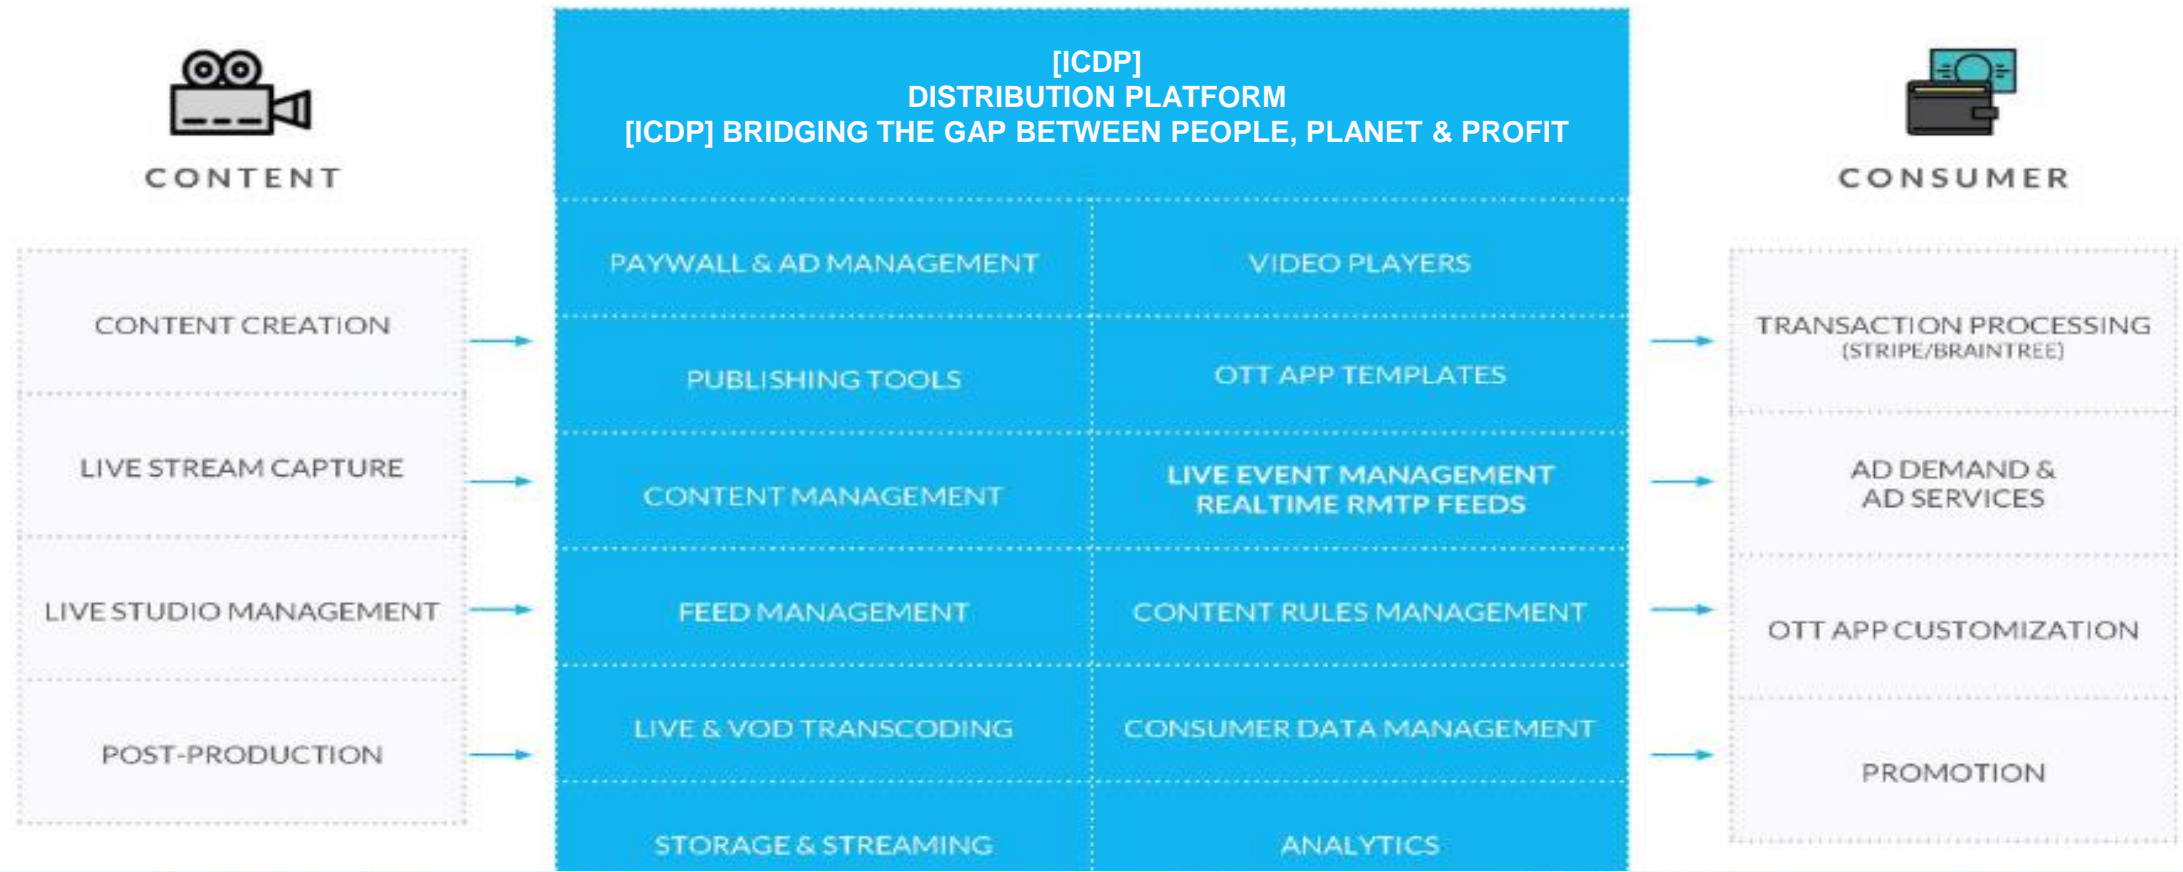 CONTENT
CONTENT CREATION
LIVE STREAM CAPTURE
LIVE STUDIO MANAGEMENT
POST-PRODUCTION
[ICDP]
DISTRIBUTION PLATFORM
[ICDP] BRIDGING THE GAP BETWEEN PEOPLE, PLANET & PROFIT
PAYWALL & AD MANAGEMENT
VIDEO PLAYERS
PUBLISHING TOOLS
OTT APP TEMPLATES
CONTENT MANAGEMENT
LIVE EVENT MANAGEMENT
REALTIME RMTP FEEDS
FEED MANAGEMENT
CONTENT RULES MANAGEMENT
LIVE & VOD TRANSCODING
CONSUMER DATA MANAGEMENT
STORAGE & STREAMING
ANALYTICS
CONSUMER
TRANSACTION PROCESSING
(STRIPE/BRAINTREE)
AD DEMAND &
AD SERVICES
OTT APP CUSTOMIZATION
PROMOTION